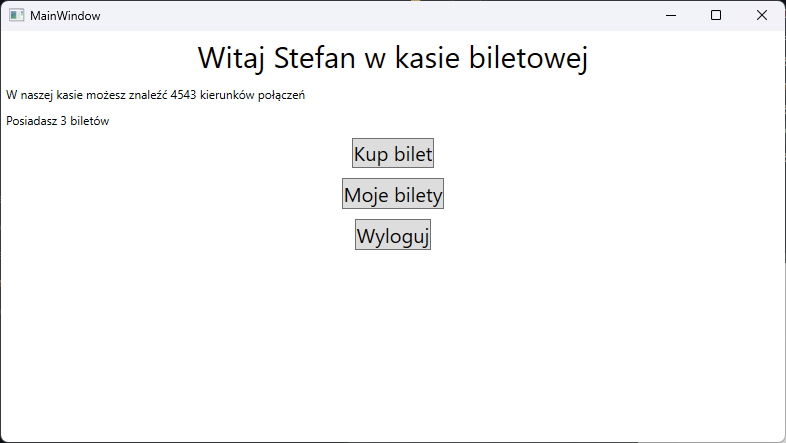 MainWindow
Witaj Stefan w kasie biletowej
W naszej kasie możesz znaleźć 4543 kierunków połączeń
Posiadasz 3 biletów
Kup bilet
Moje bilety
Wyloguj